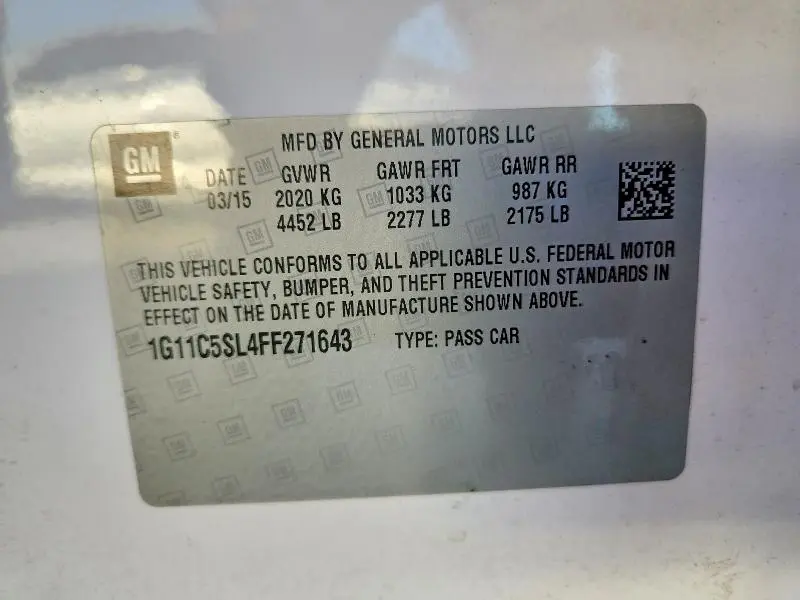 GM
MFD BY GENERAL MOTORS LLC
DATE GVWR GAWR FRT GAWR RR
03/15 2020 KG 1033 KG 987 KG
4452 LB 2277 LB 2175 LB
THIS VEHICLE CONFORMS TO ALL APPLICABLE U.S. FEDERAL MOTOR
VEHICLE SAFETY, BUMPER, AND THEFT PREVENTION STANDARDS IN
EFFECT ON THE DATE OF MANUFACTURE SHOWN ABOVE.
1G11C5SL4FF271643 TYPE: PASS CAR